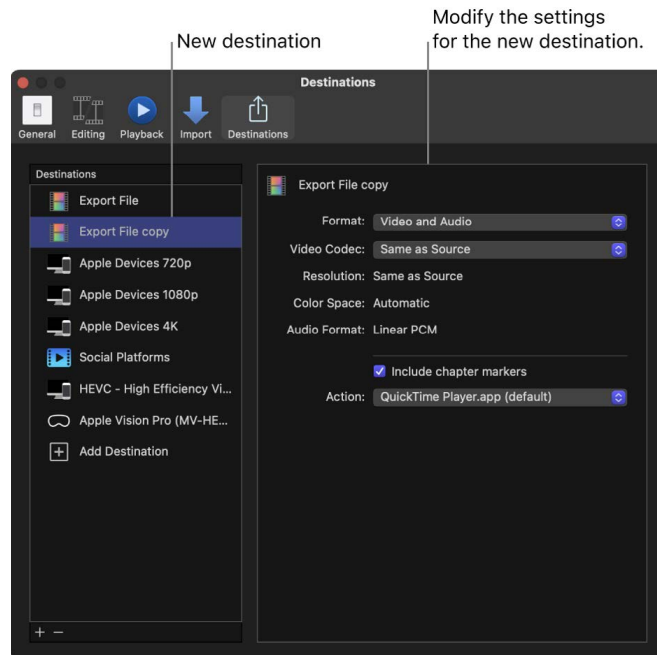 Modify the settings
New destination
for the new destination.
Destinations
General Editing Playback Import Destinations
Destinations
Export File
Export File copy
Apple Devices 720p
Apple Devices 1080p
Apple Devices 4K
Social Platforms
HEVC - High Efficiency Vi...
Apple Vision Pro (MV-HE...
Add Destination
+ −
Export File copy
Format: Video and Audio
Video Codec: Same as Source
Resolution: Same as Source
Color Space: Automatic
Audio Format: Linear PCM
Include chapter markers
Action: QuickTime Player.app (default)